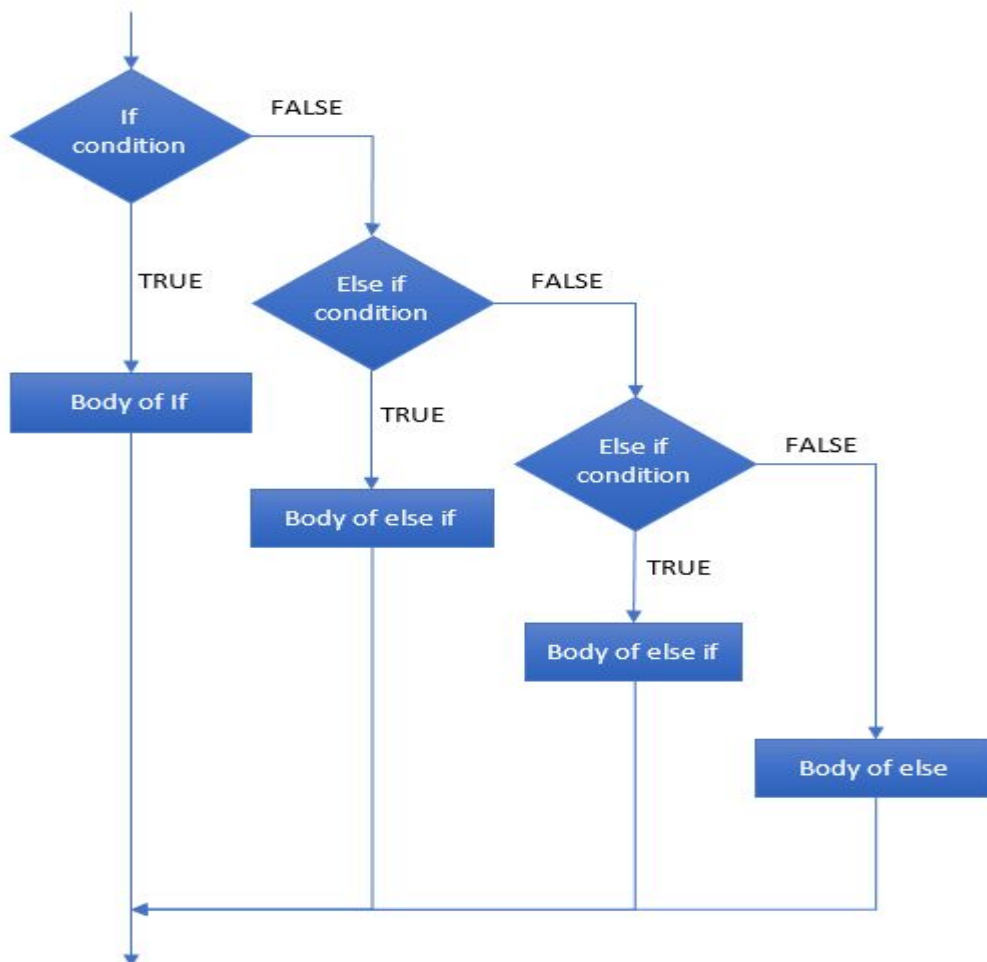 If
condition
FALSE
TRUE
Else if
condition
FALSE
Body of If
TRUE
Else if
condition
FALSE
Body of else if
TRUE
Body of else if
Body of else